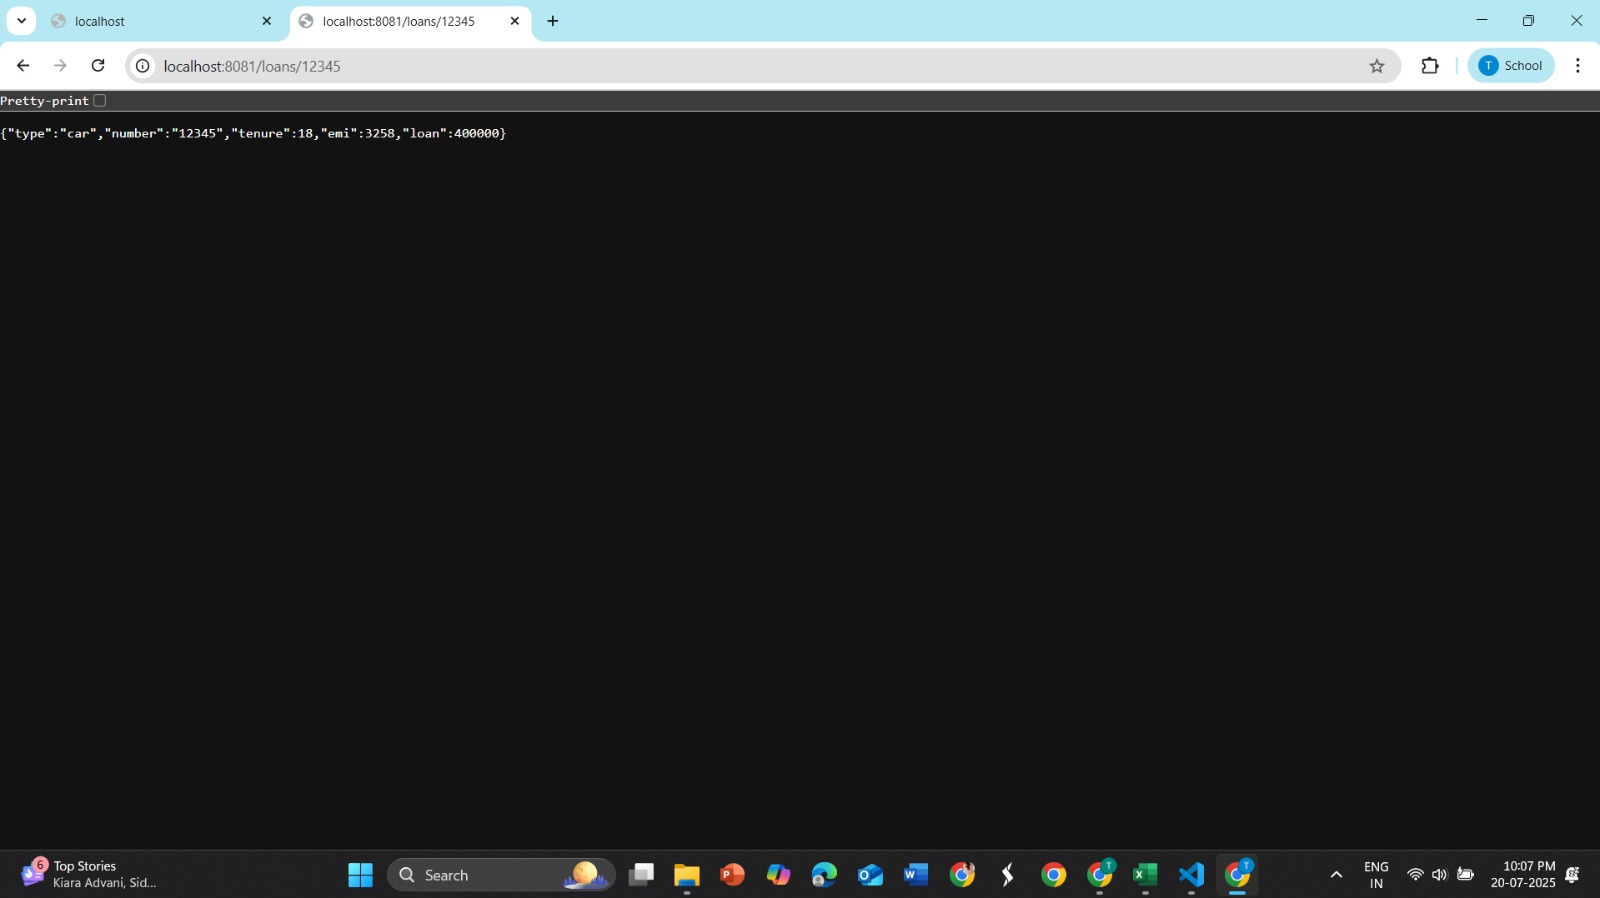 localhost
localhost:8081/loans/12345
localhost:8081/loans/12345
T School
Pretty-print
{"type":"car","number":"12345","tenure":18,"emi":3258,"loan":400000}
6
Top Stories
Kiara Advani, Sid...
Search
ENG
IN
10:07 PM
20-07-2025